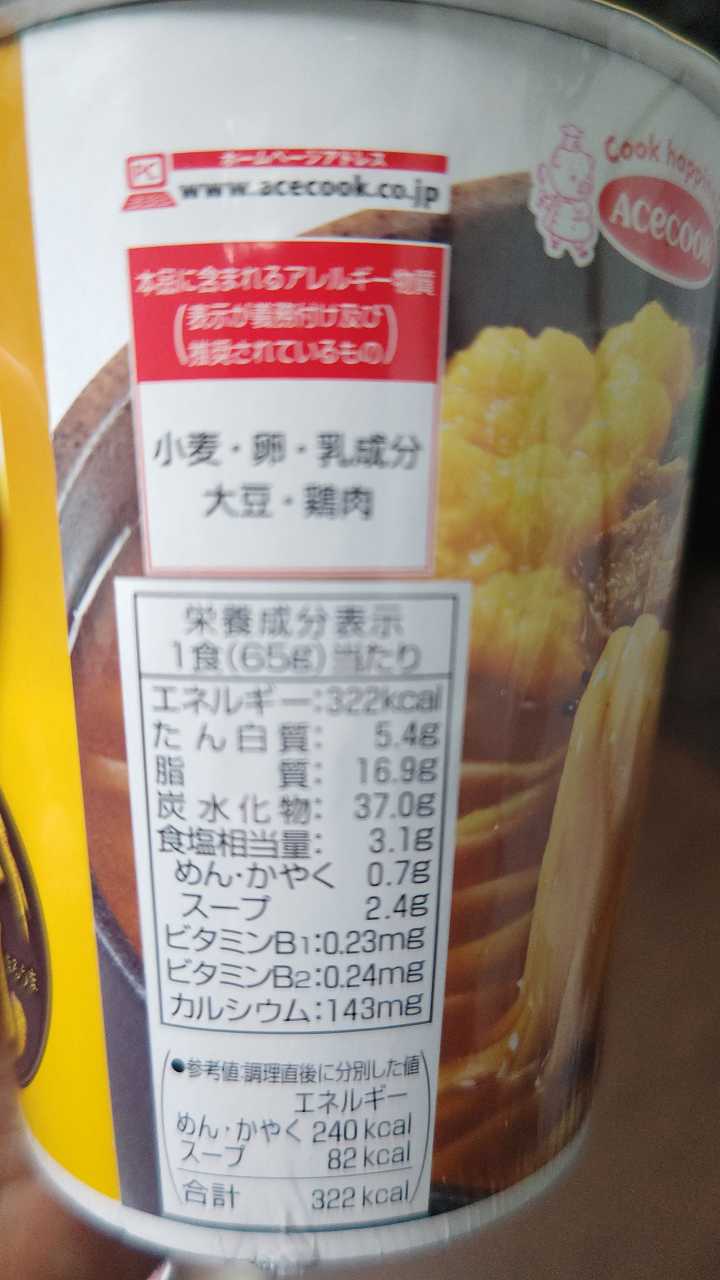 PC
ホームページアドレス
www.acecook.co.jp
Cook happi
ACECOOK
本品に含まれるアレルギー物質
(表示が義務付け及び
推奨されているもの)
小麦・卵・乳成分
大豆・鶏肉
栄養成分表示
1食(65g)当たり
エネルギー:322kcal
たん白質: 5.4g
脂質: 16.9g
炭水化物: 37.0g
食塩相当量: 3.1g
めん・かやく 0.7g
スープ 2.4g
ビタミンB1:0.23mg
ビタミンB2:0.24mg
カルシウム:143mg
●参考値:調理直後に分別した値
エネルギー
めん・かやく 240kcal
スープ 82kcal
合計 322kcal